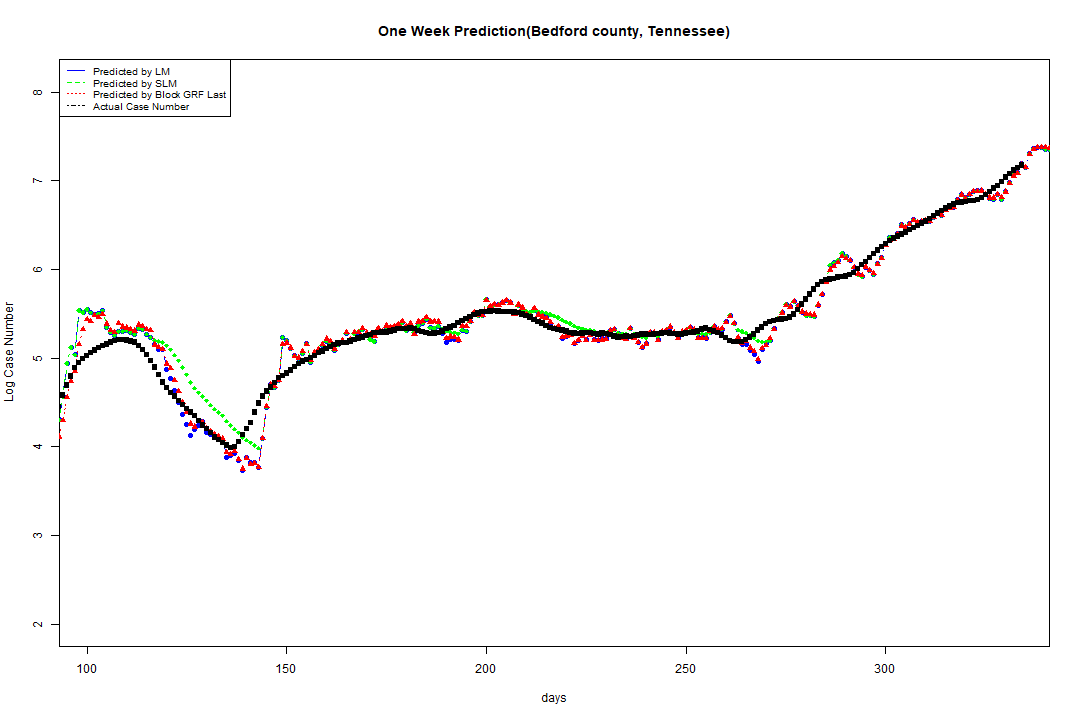 One Week Prediction(Bedford county, Tennessee)
Predicted by LM
Predicted by SLM
Predicted by Block GRF Last
Actual Case Number
Log Case Number
8
7
6
5
4
3
2
100 150 200 250 300
days